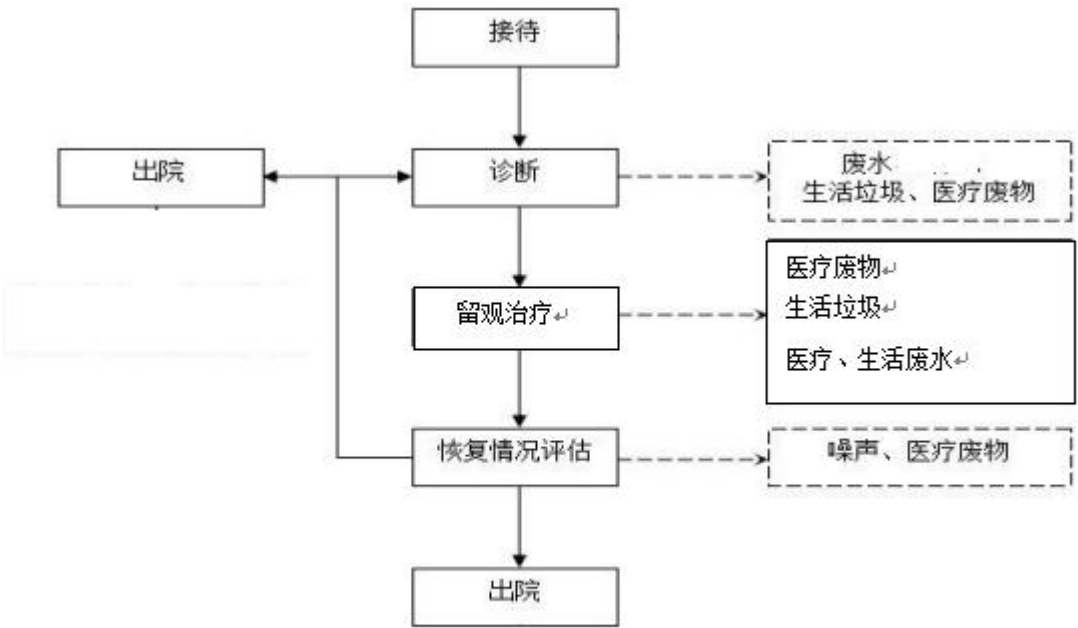 接待
出院
诊断
废水
生活垃圾、医疗废物
留观治疗↵
医疗废物↵
生活垃圾↵
医疗、生活废水↵
恢复情况评估
噪声、医疗废物
出院